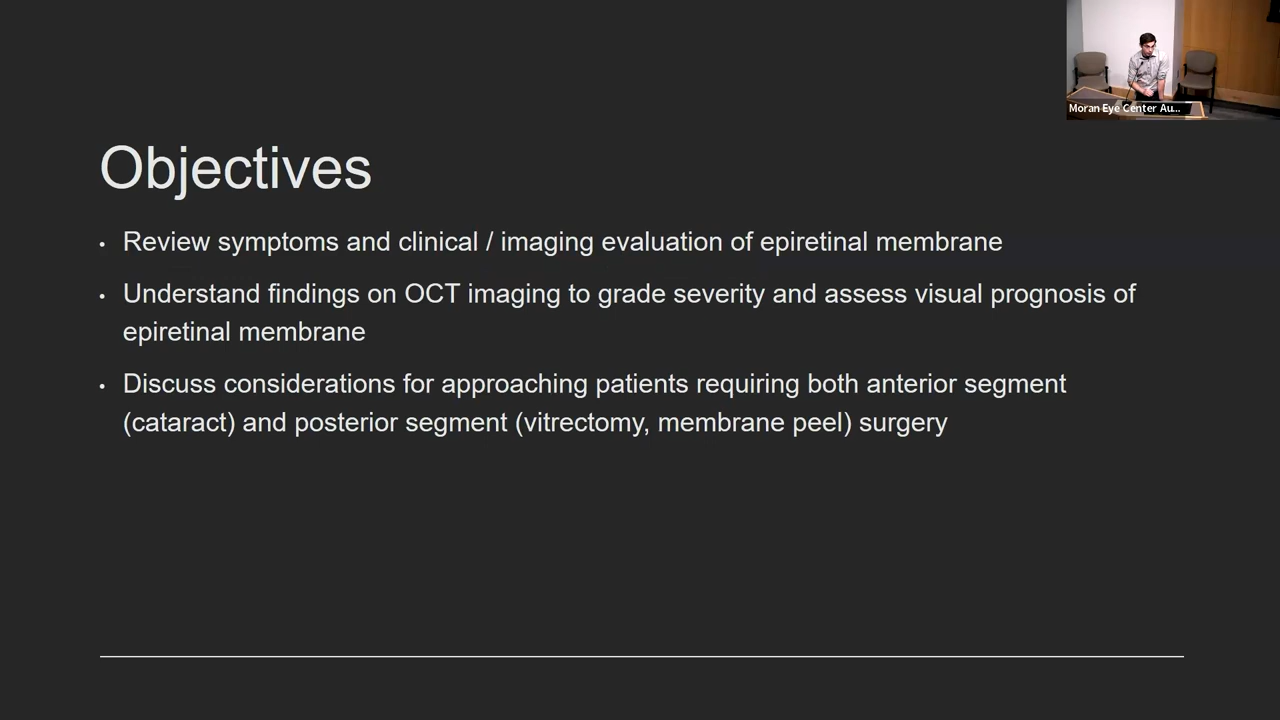 Moran Eye Center Au...
Objectives
• Review symptoms and clinical / imaging evaluation of epiretinal membrane
• Understand findings on OCT imaging to grade severity and assess visual prognosis of
epiretinal membrane
• Discuss considerations for approaching patients requiring both anterior segment
(cataract) and posterior segment (vitrectomy, membrane peel) surgery